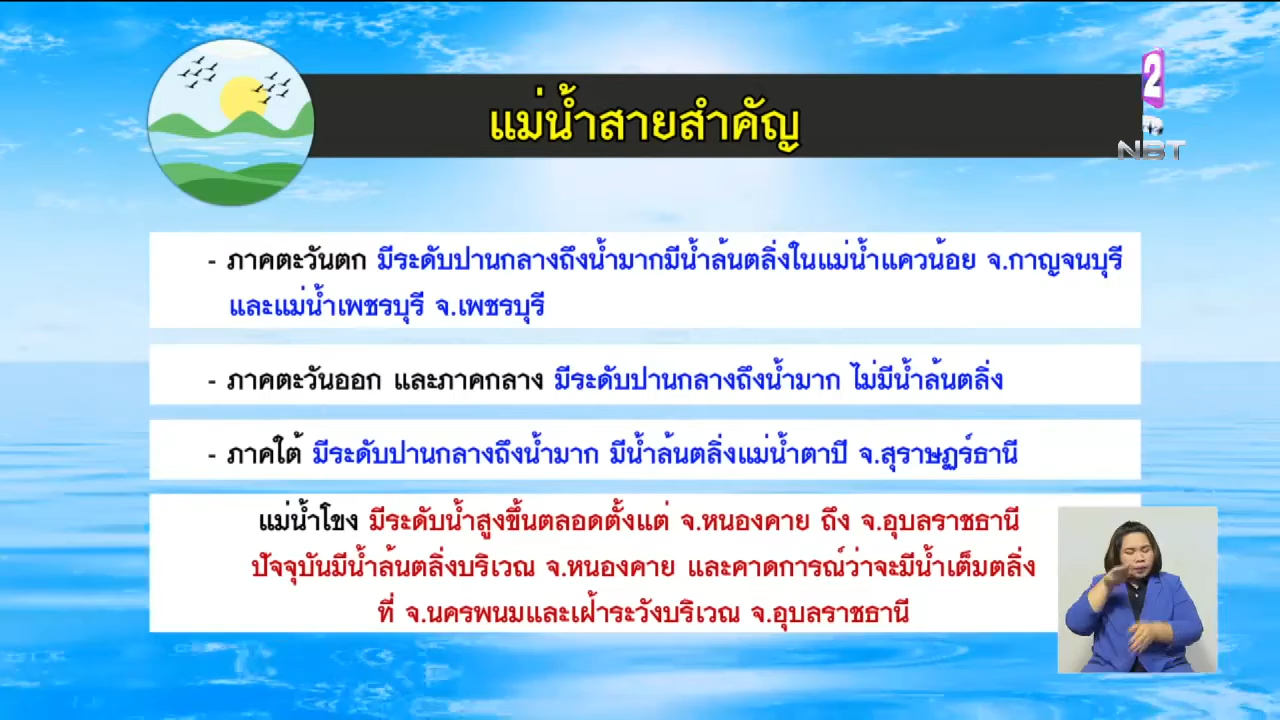 แม่น้ำสายสำคัญ
2
NBT
- ภาคตะวันตก มีระดับปานกลางถึงน้ำมากมีน้ำล้นตลิ่งในแม่น้ำแควน้อย จ.กาญจนบุรี
และแม่น้ำเพชรบุรี จ.เพชรบุรี
- ภาคตะวันออก และภาคกลาง มีระดับปานกลางถึงน้ำมาก ไม่มีน้ำล้นตลิ่ง
- ภาคใต้ มีระดับปานกลางถึงน้ำมาก มีน้ำล้นตลิ่งแม่น้ำตาปี จ.สุราษฎร์ธานี
แม่น้ำโขง มีระดับน้ำสูงขึ้นตลอดตั้งแต่ จ.หนองคาย ถึง จ.อุบลราชธานี
ปัจจุบันมีน้ำล้นตลิ่งบริเวณ จ.หนองคาย และคาดการณ์ว่าจะมีน้ำเต็มตลิ่ง
ที่ จ.นครพนมและเฝ้าระวังบริเวณ จ.อุบลราชธานี